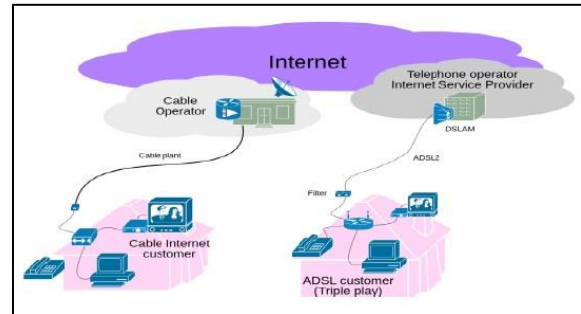 Internet
Cable
Operator
Telephone operator
Internet Service Provider
DSLAM
Cable plant
ADSL2
Filter
Cable Internet
customer
ADSL customer
(Triple play)